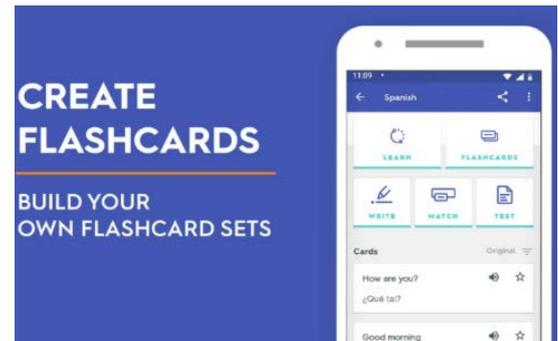 CREATE
FLASHCARDS
BUILD YOUR
OWN FLASHCARD SETS
11:09
Spanish
LEARN
FLASHCARDS
WRITE
MATCH
TEST
Cards
Original
How are you?
¿Qué tal?
Good morning